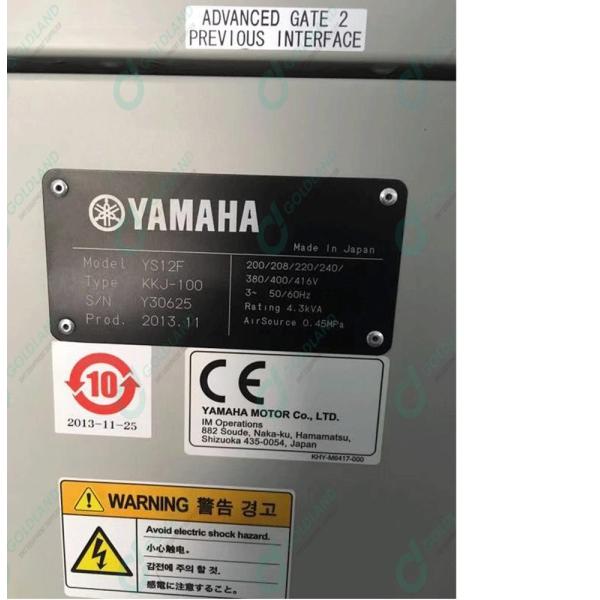 ADVANCED GATE 2
PREVIOUS INTERFACE
YAMAHA
Made In Japan
Model YS12F
Type KKJ-100
S/N Y30625
Prod. 2013.11
200/208/220/240/
380/400/416V
3~ 50/60Hz
Rating 4.3kVA
AirSource 0.45MPa
10
2013-11-25
CE
YAMAHA MOTOR Co., LTD.
IM Operations
882 Soude, Naka-ku, Hamamatsu,
Shizuoka 435-0054, Japan
KHY-M6417-000
WARNING 警告 경고
Avoid electric shock hazard.
小心触电。
감전에 주의 할 것.
感電に注意すること。
GOLDLAND